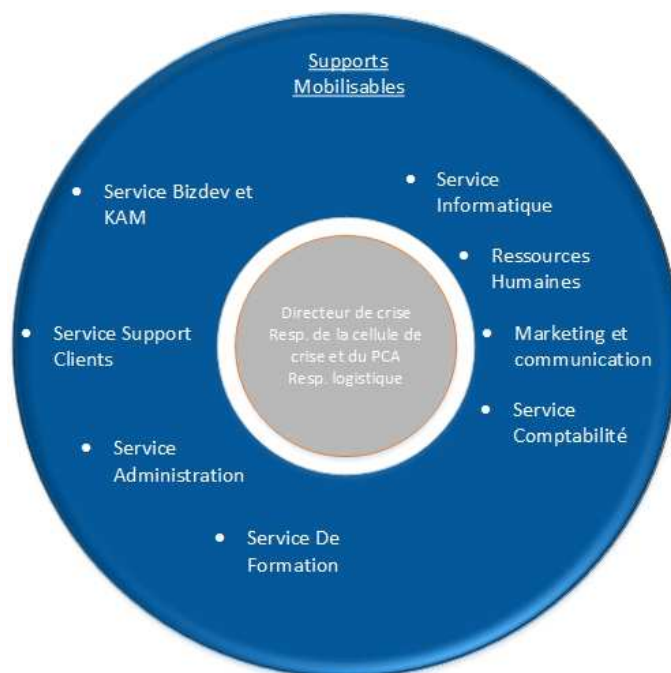 Supports
Mobilisables
• Service Bizdev et
KAM
• Service
Informatique
• Ressources
Humaines
Directeur de crise
Resp. de la cellule de
crise et du PCA
Resp. logistique
• Service Support
Clients
• Marketing et
communication
• Service
Comptabilité
• Service
Administration
• Service De
Formation